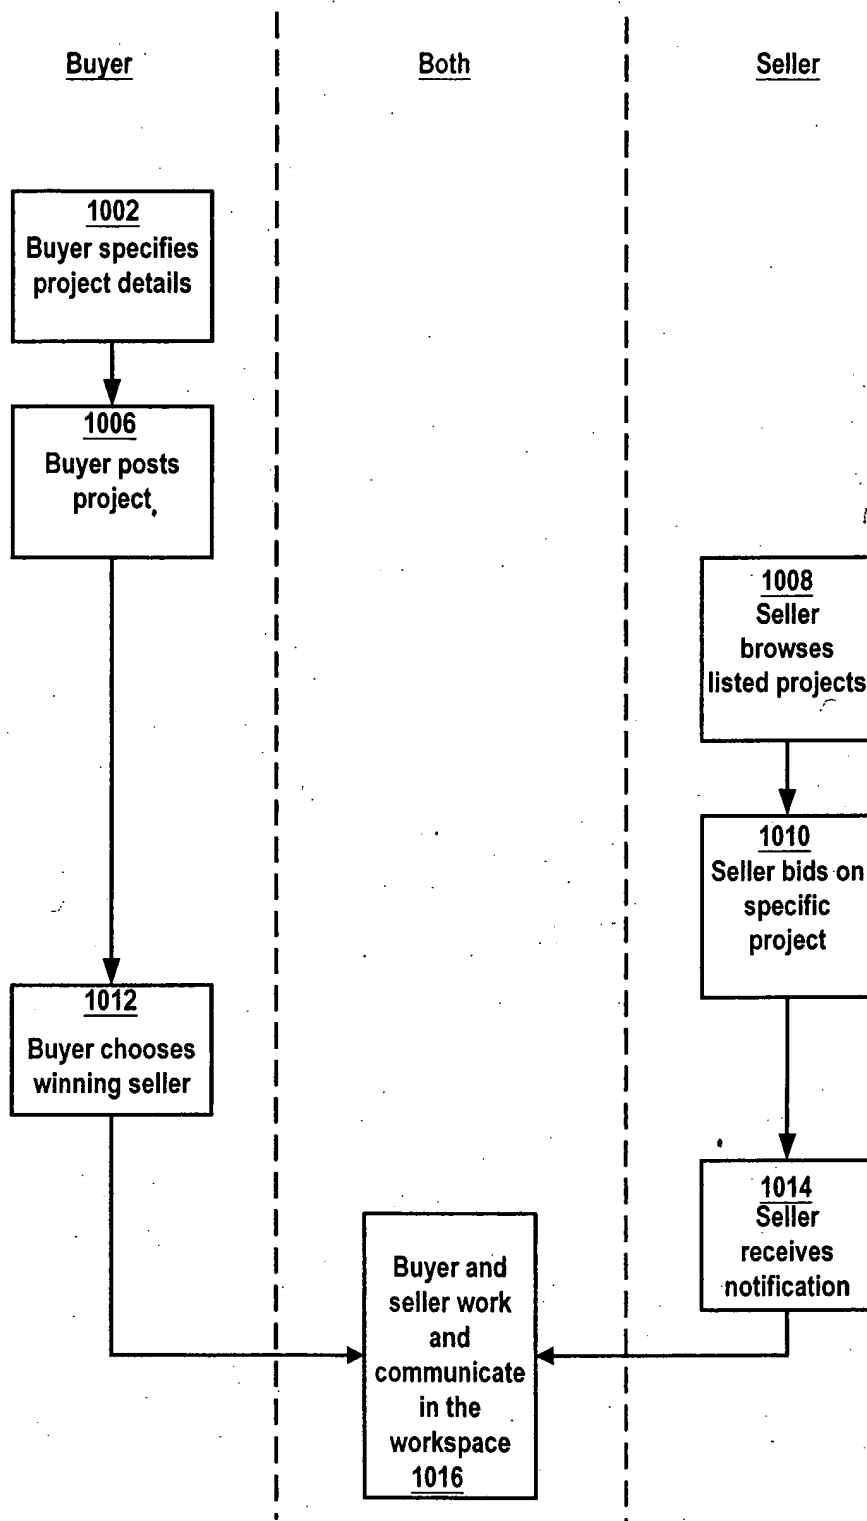 Buyer
Both
Seller
1002
Buyer specifies
project details
1006
Buyer posts
project
1008
Seller
browses
listed projects
1010
Seller bids on
specific
project
1012
Buyer chooses
winning seller
1014
Seller
receives
notification
Buyer and
seller work
and
communicate
in the
workspace
1016